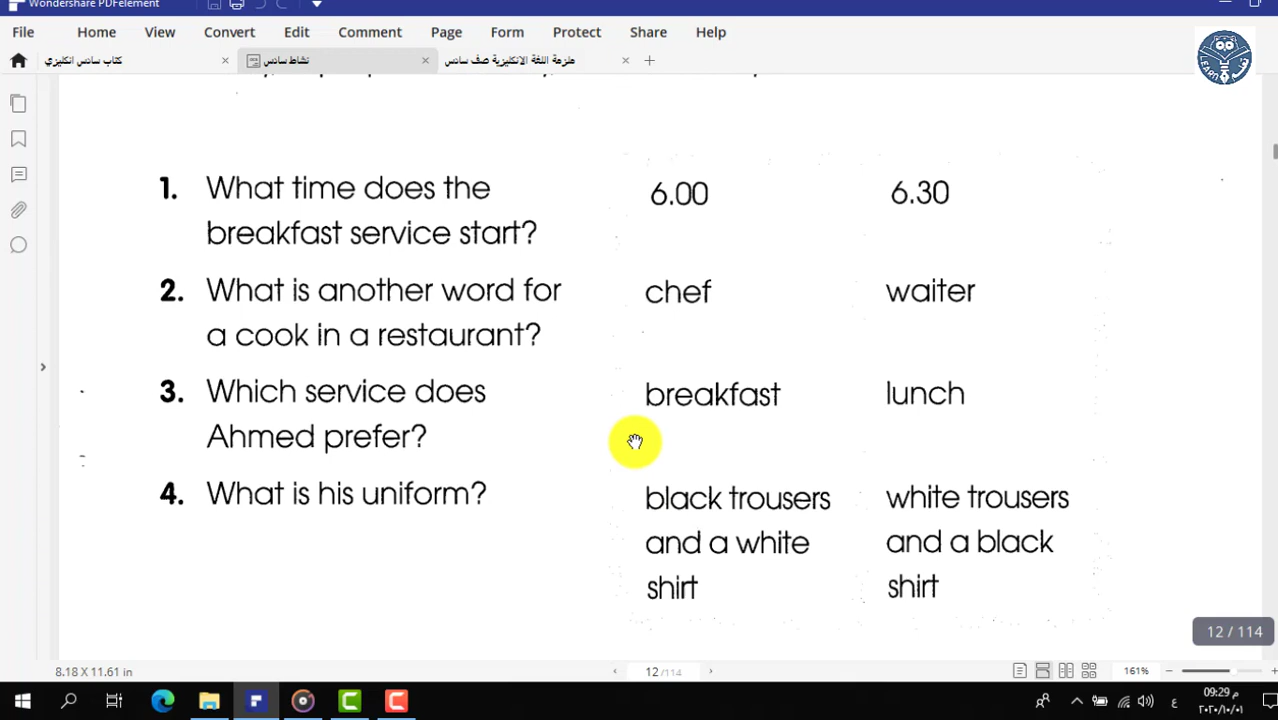 Wondershare PDFelement
File Home View Convert Edit Comment Page Form Protect Share Help
كتاب سادس انكليزي × نشاط سادس × ملزمة اللغة الانكليزية صف سادس × +
LEARN
1. What time does the 6.00 6.30
breakfast service start?
2. What is another word for chef waiter
a cook in a restaurant?
3. Which service does breakfast lunch
Ahmed prefer?
4. What is his uniform? black trousers white trousers
and a white and a black
shirt shirt
12 / 114
8.18 X 11.61 in 12 /114 161%
ع 09:29 م
٢٠٢٠/١٠/٠١